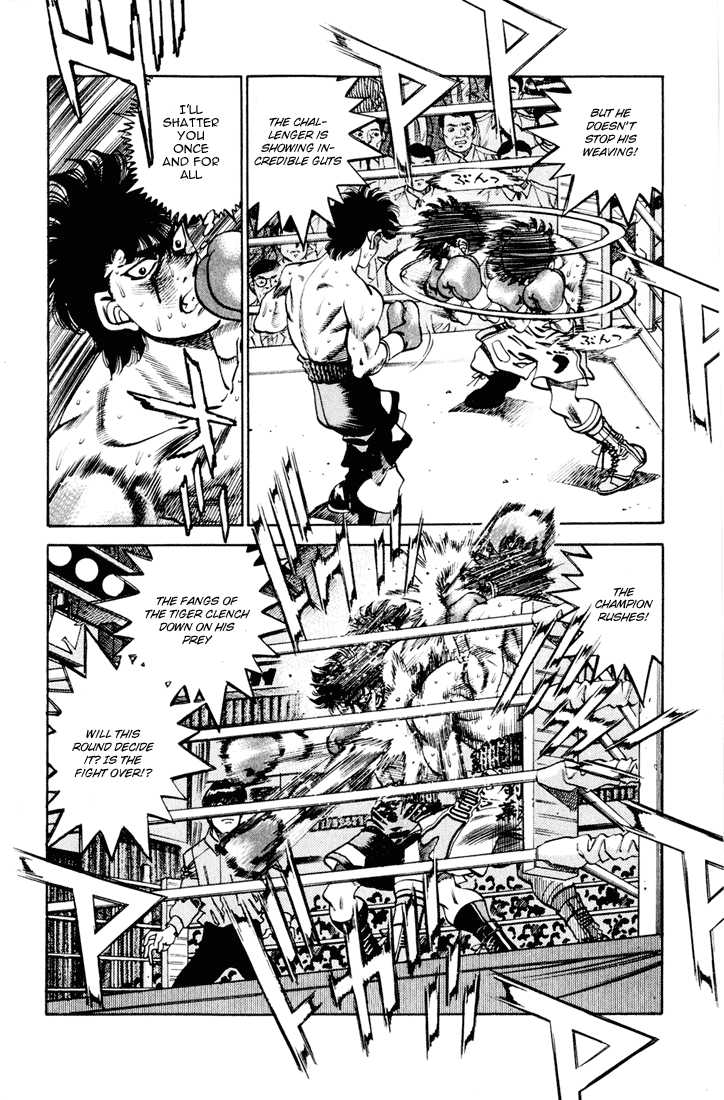 BUT HE
DOESN'T
STOP HIS
WEAVING!
THE CHAL-
LENGER IS
SHOWING IN-
CREDIBLE GUTS
ぶんっ
ぶんっ
I'LL
SHATTER
YOU
ONCE
AND FOR
ALL
THE
CHAMPION
RUSHES!
THE FANGS OF
THE TIGER CLENCH
DOWN ON HIS
PREY
WILL THIS
ROUND DECIDE
IT? IS THE
FIGHT OVER!?